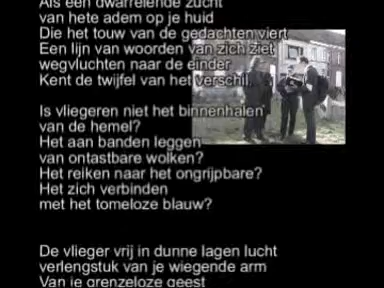 Als een dwarrelende zucht
van hete adem op je huid
Die het touw van de gedachten viert
Een lijn van woorden van zich ziet
wegvluchten naar de einder
Kent de twijfel van het verschil.
Is vliegeren niet het binnenhalen
van de hemel?
Het aan banden leggen
van ontastbare wolken?
Het reiken naar het ongrijpbare?
Het zich verbinden
met het tomeloze blauw?
De vlieger vrij in dunne lagen lucht
verlengstuk van je wiegende arm
Van je grenzeloze geest